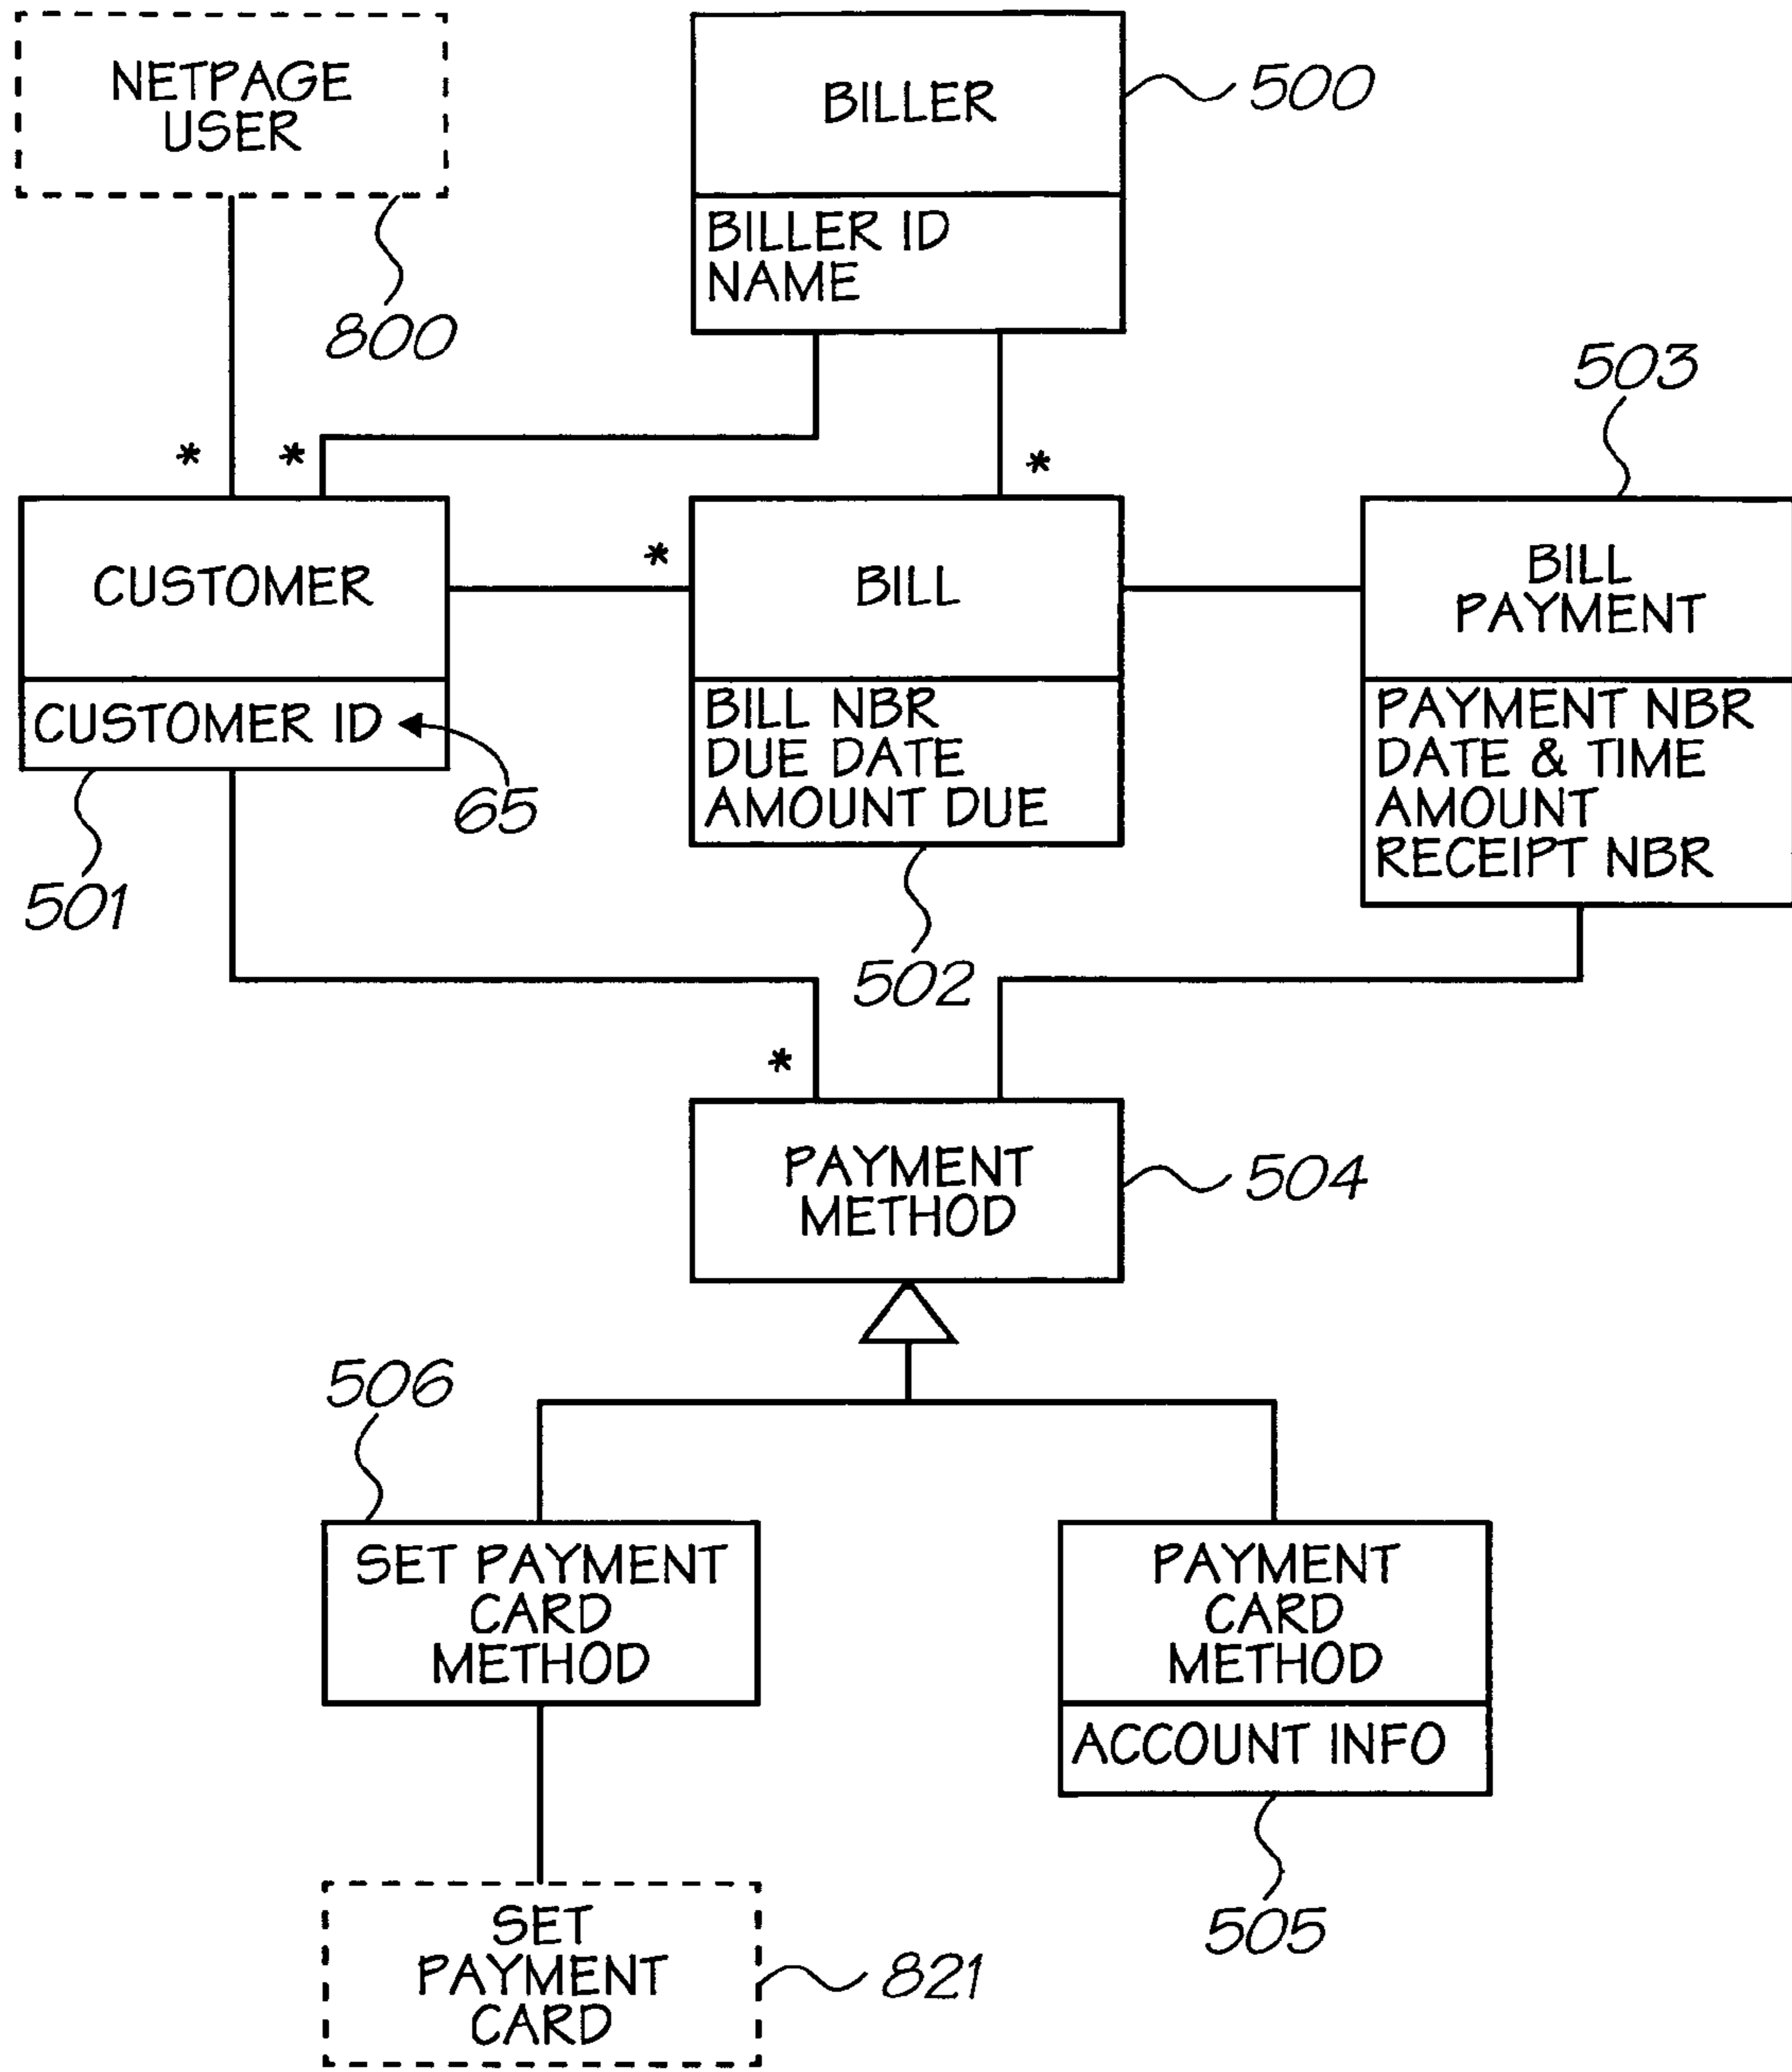 NETPAGE
USER
800
BILLER
500
BILLER ID
NAME
*
*
*
503
CUSTOMER
CUSTOMER ID
65
501
*
BILL
BILL NBR
DUE DATE
AMOUNT DUE
502
BILL
PAYMENT
PAYMENT NBR
DATE & TIME
AMOUNT
RECEIPT NBR
*
PAYMENT
METHOD
504
506
SET PAYMENT
CARD
METHOD
PAYMENT
CARD
METHOD
ACCOUNT INFO
505
SET
PAYMENT
CARD
821